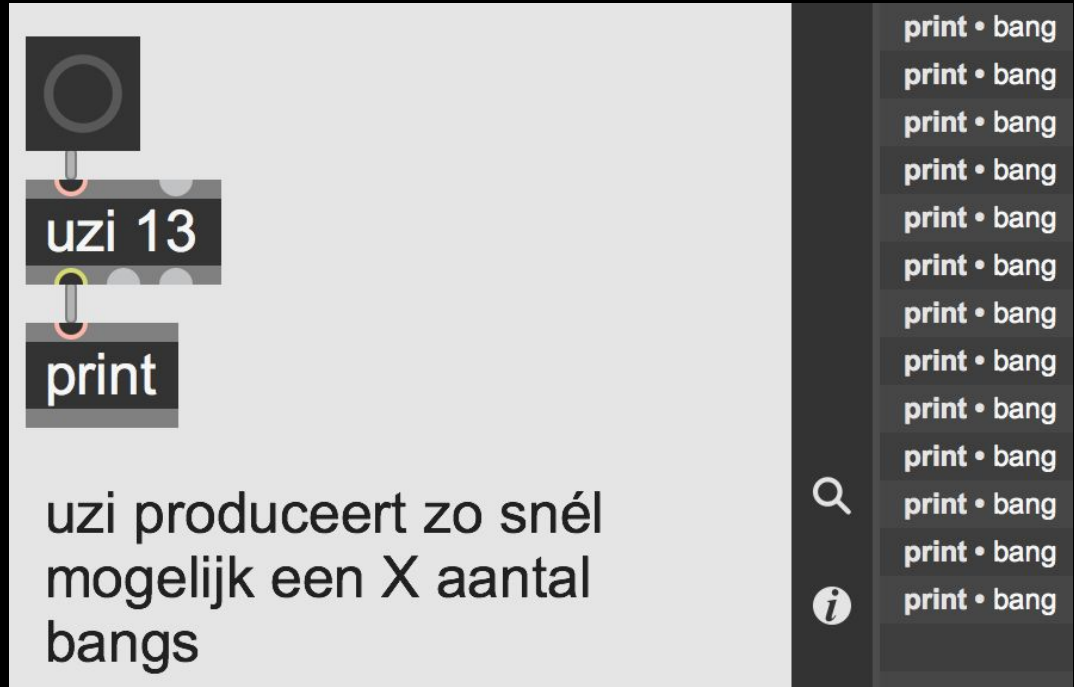 uzi 13
print
uzi produceert zo snél
mogelijk een X aantal
bangs
print • bang
print • bang
print • bang
print • bang
print • bang
print • bang
print • bang
print • bang
print • bang
print • bang
print • bang
print • bang
print • bang